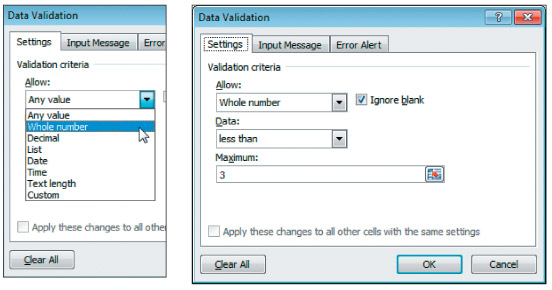 Data Validation
Settings
Input Message
Error
Validation criteria
Allow:
Any value
Any value
Whole number
Decimal
List
Date
Time
Text length
Custom
Apply these changes to all other
Clear All
Data Validation
Settings
Input Message
Error Alert
Validation criteria
Allow:
Whole number
Ignore blank
Data:
less than
Maximum:
3
Apply these changes to all other cells with the same settings
Clear All
OK
Cancel